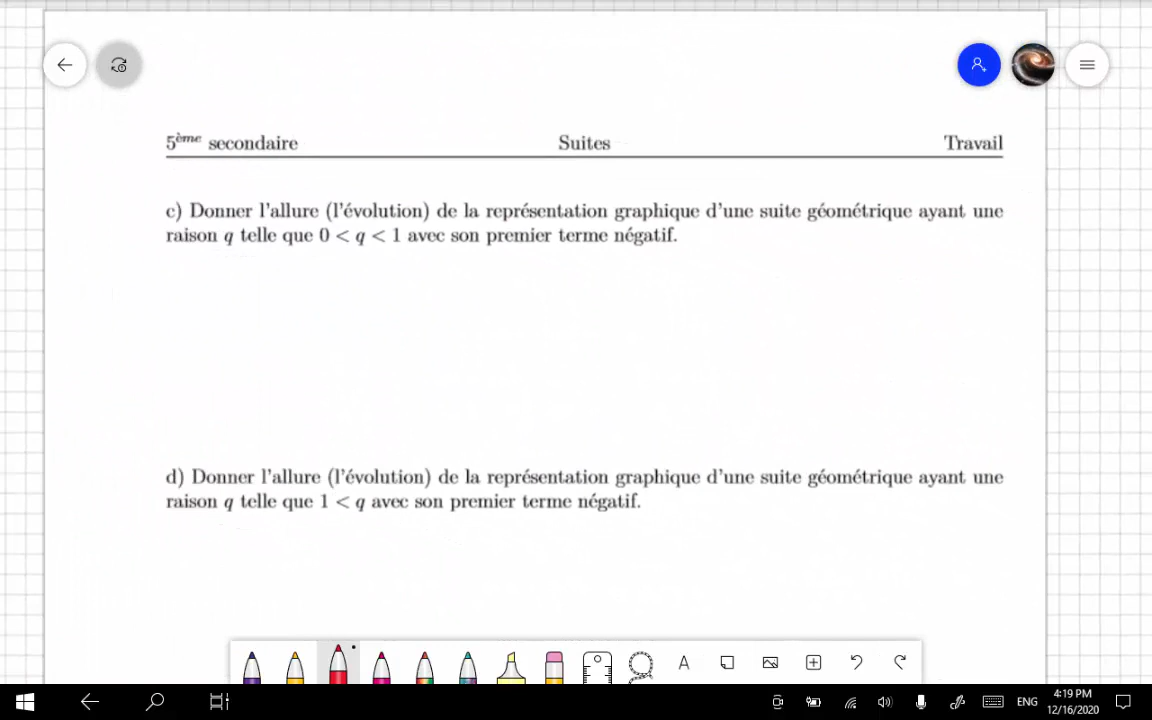 5ème secondaire Suites Travail
c) Donner l'allure (l'évolution) de la représentation graphique d'une suite géométrique ayant une
raison q telle que 0 < q < 1 avec son premier terme négatif.
d) Donner l'allure (l'évolution) de la représentation graphique d'une suite géométrique ayant une
raison q telle que 1 < q avec son premier terme négatif.
A
ENG
4:19 PM
12/16/2020